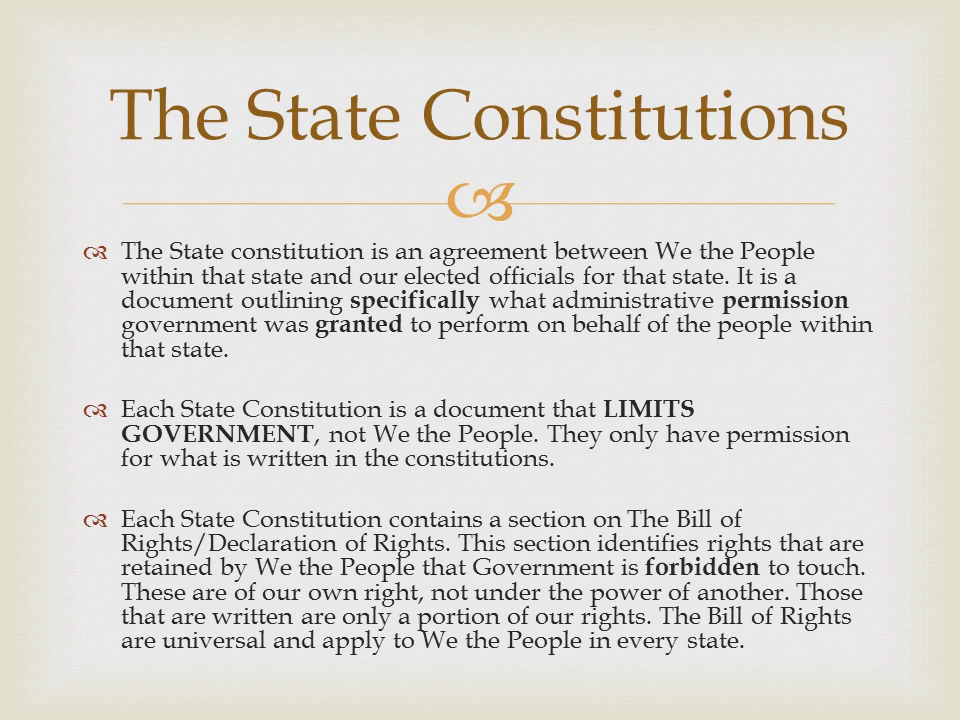 The State Constitutions
The State constitution is an agreement between We the People
within that state and our elected officials for that state. It is a
document outlining specifically what administrative permission
government was granted to perform on behalf of the people within
that state.
Each State Constitution is a document that LIMITS
GOVERNMENT, not We the People. They only have permission
for what is written in the constitutions.
Each State Constitution contains a section on The Bill of
Rights/Declaration of Rights. This section identifies rights that are
retained by We the People that Government is forbidden to touch.
These are of our own right, not under the power of another. Those
that are written are only a portion of our rights. The Bill of Rights
are universal and apply to We the People in every state.